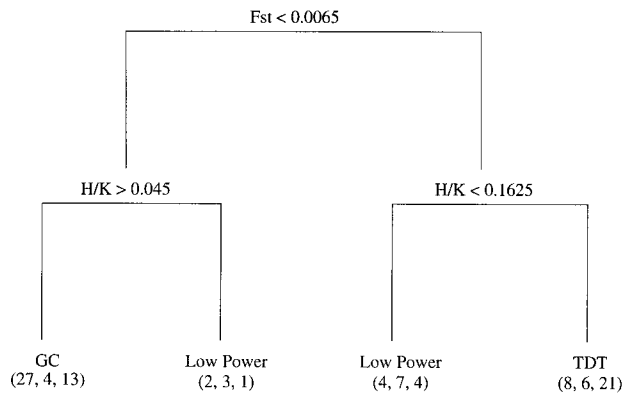 Fst < 0.0065
H/K > 0.045
H/K < 0.1625
GC
(27, 4, 13)
Low Power
(2, 3, 1)
Low Power
(4, 7, 4)
TDT
(8, 6, 21)